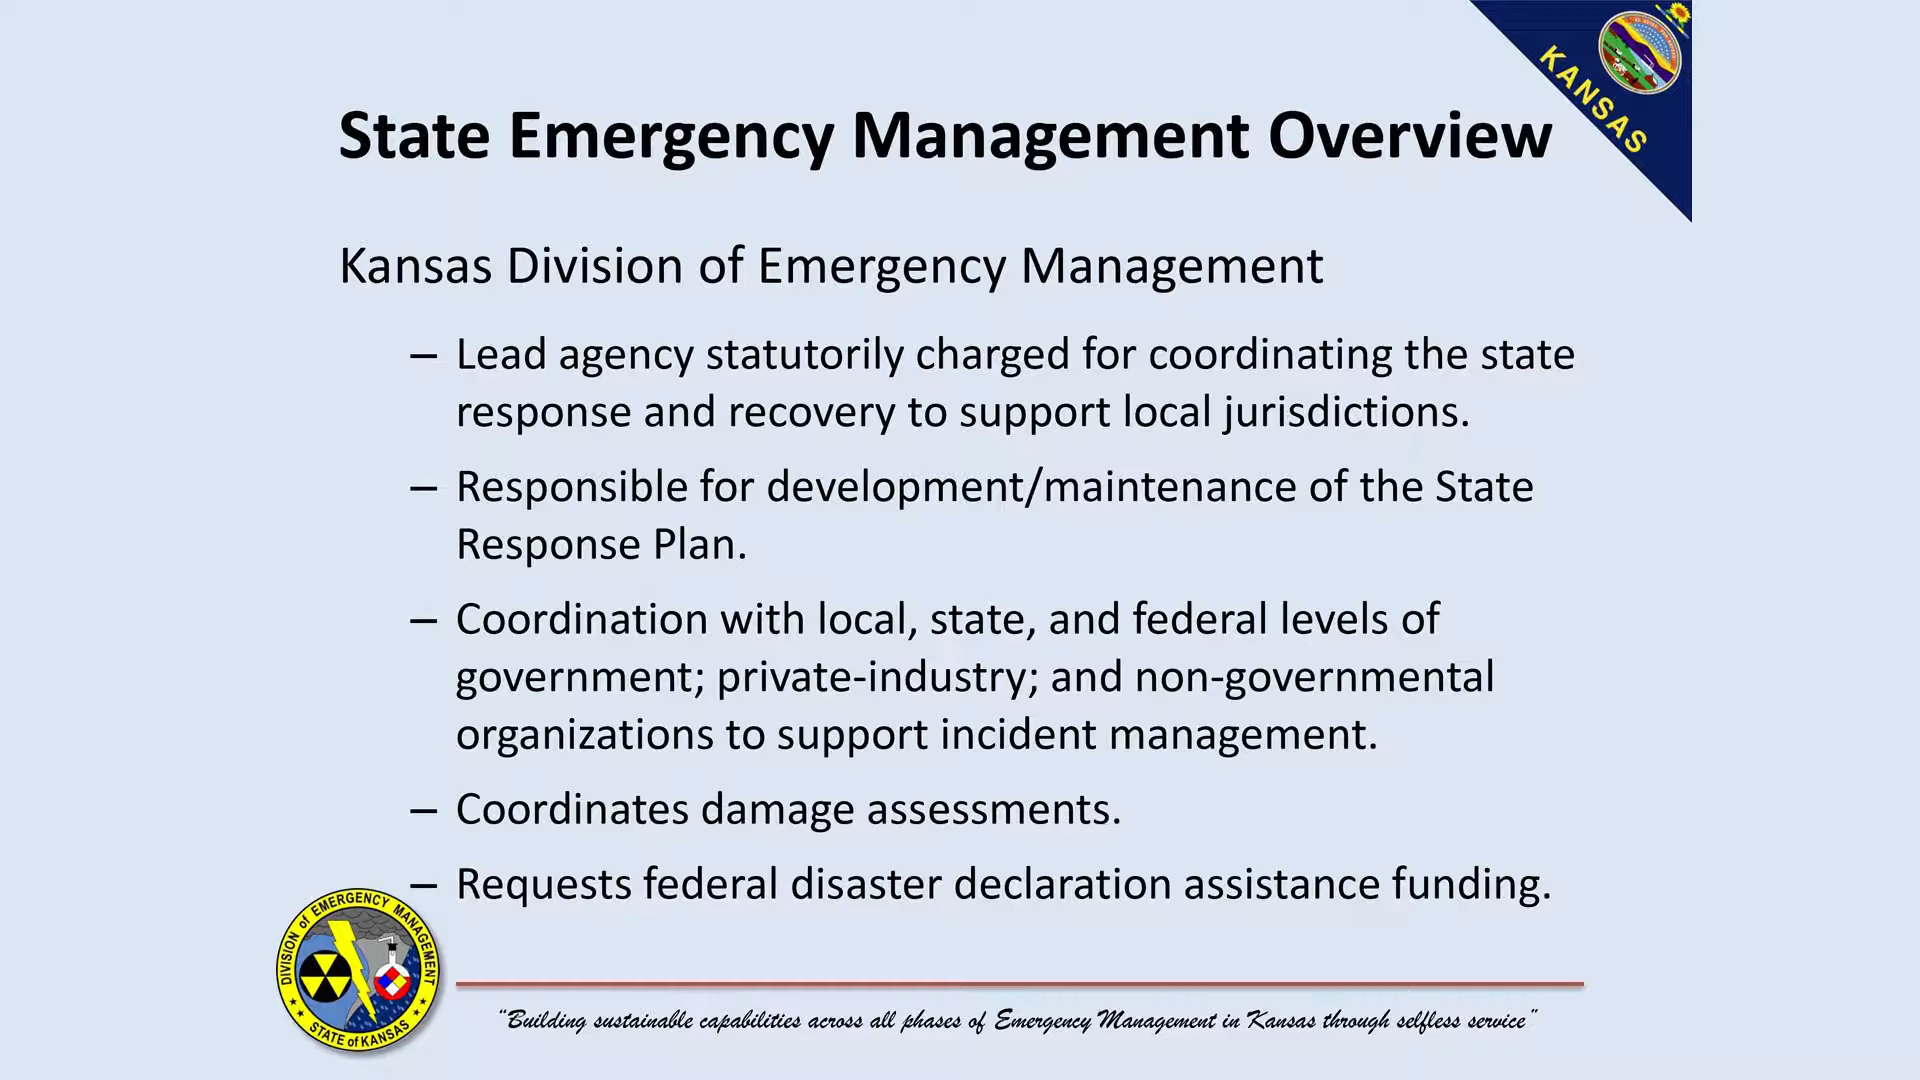 KANSAS
State Emergency Management Overview
Kansas Division of Emergency Management
– Lead agency statutorily charged for coordinating the state
response and recovery to support local jurisdictions.
– Responsible for development/maintenance of the State
Response Plan.
– Coordination with local, state, and federal levels of
government; private-industry; and non-governmental
organizations to support incident management.
– Coordinates damage assessments.
– Requests federal disaster declaration assistance funding.
DIVISION of EMERGENCY MANAGEMENT
STATE of KANSAS
“Building sustainable capabilities across all phases of Emergency Management in Kansas through selfless service”